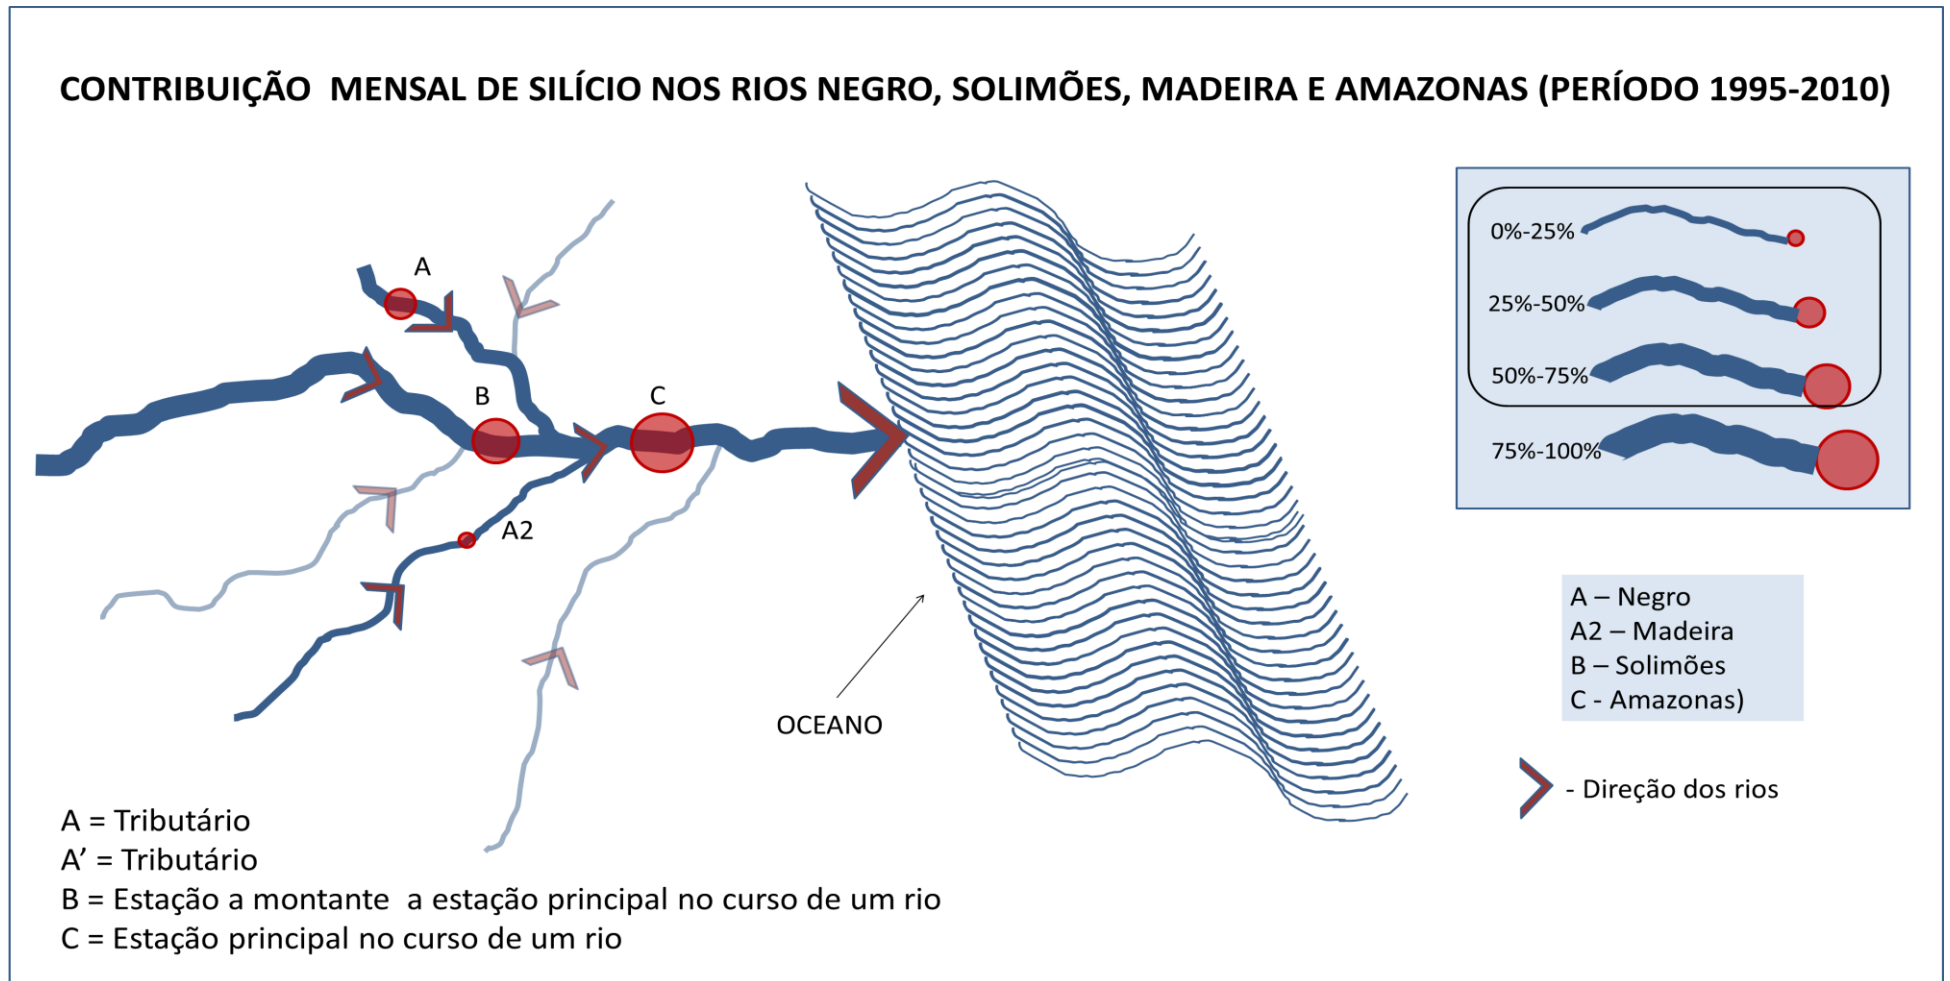 CONTRIBUIÇÃO MENSAL DE SILÍCIO NOS RIOS NEGRO, SOLIMÕES, MADEIRA E AMAZONAS (PERÍODO 1995-2010)
A
B
C
A2
OCEANO
0%-25%
25%-50%
50%-75%
75%-100%
A – Negro
A2 – Madeira
B – Solimões
C - Amazonas)
- Direção dos rios
A = Tributário
A’ = Tributário
B = Estação a montante a estação principal no curso de um rio
C = Estação principal no curso de um rio